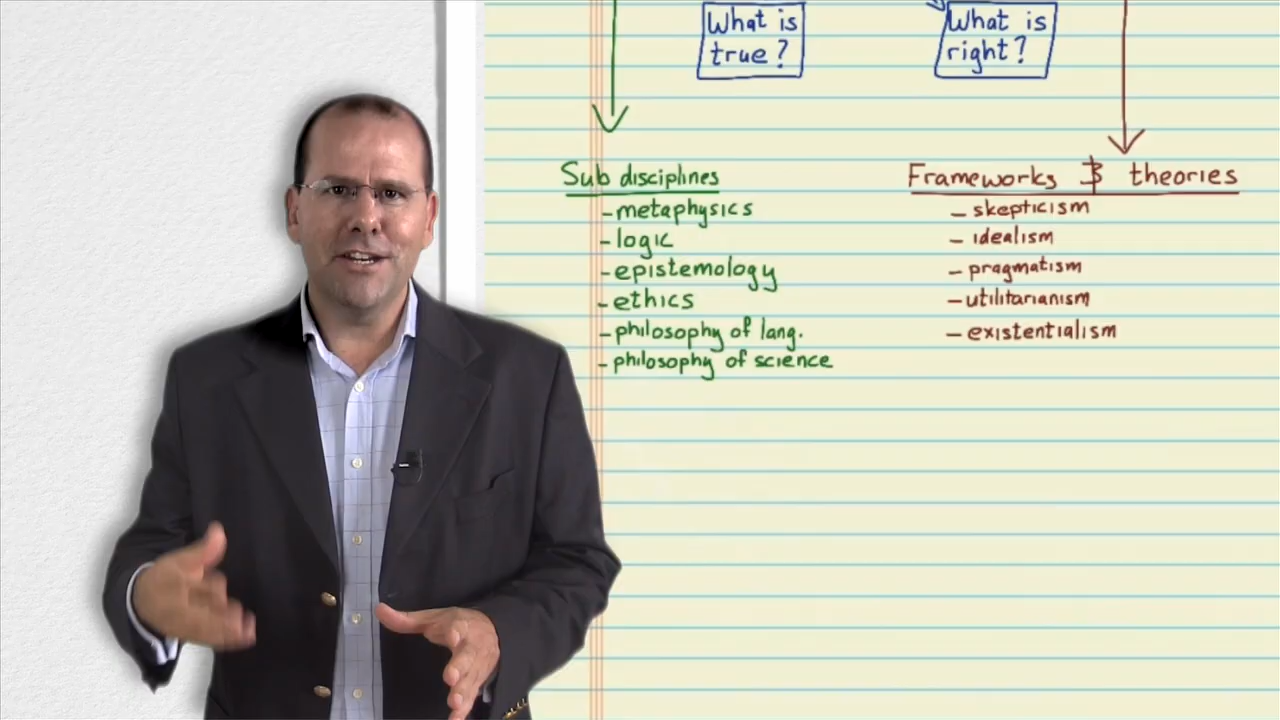 What is
true?
What is
right?
Sub disciplines
- metaphysics
- logic
- epistemology
- ethics
- philosophy of lang.
- philosophy of science
Frameworks & theories
- skepticism
- idealism
- pragmatism
- utilitarianism
- existentialism